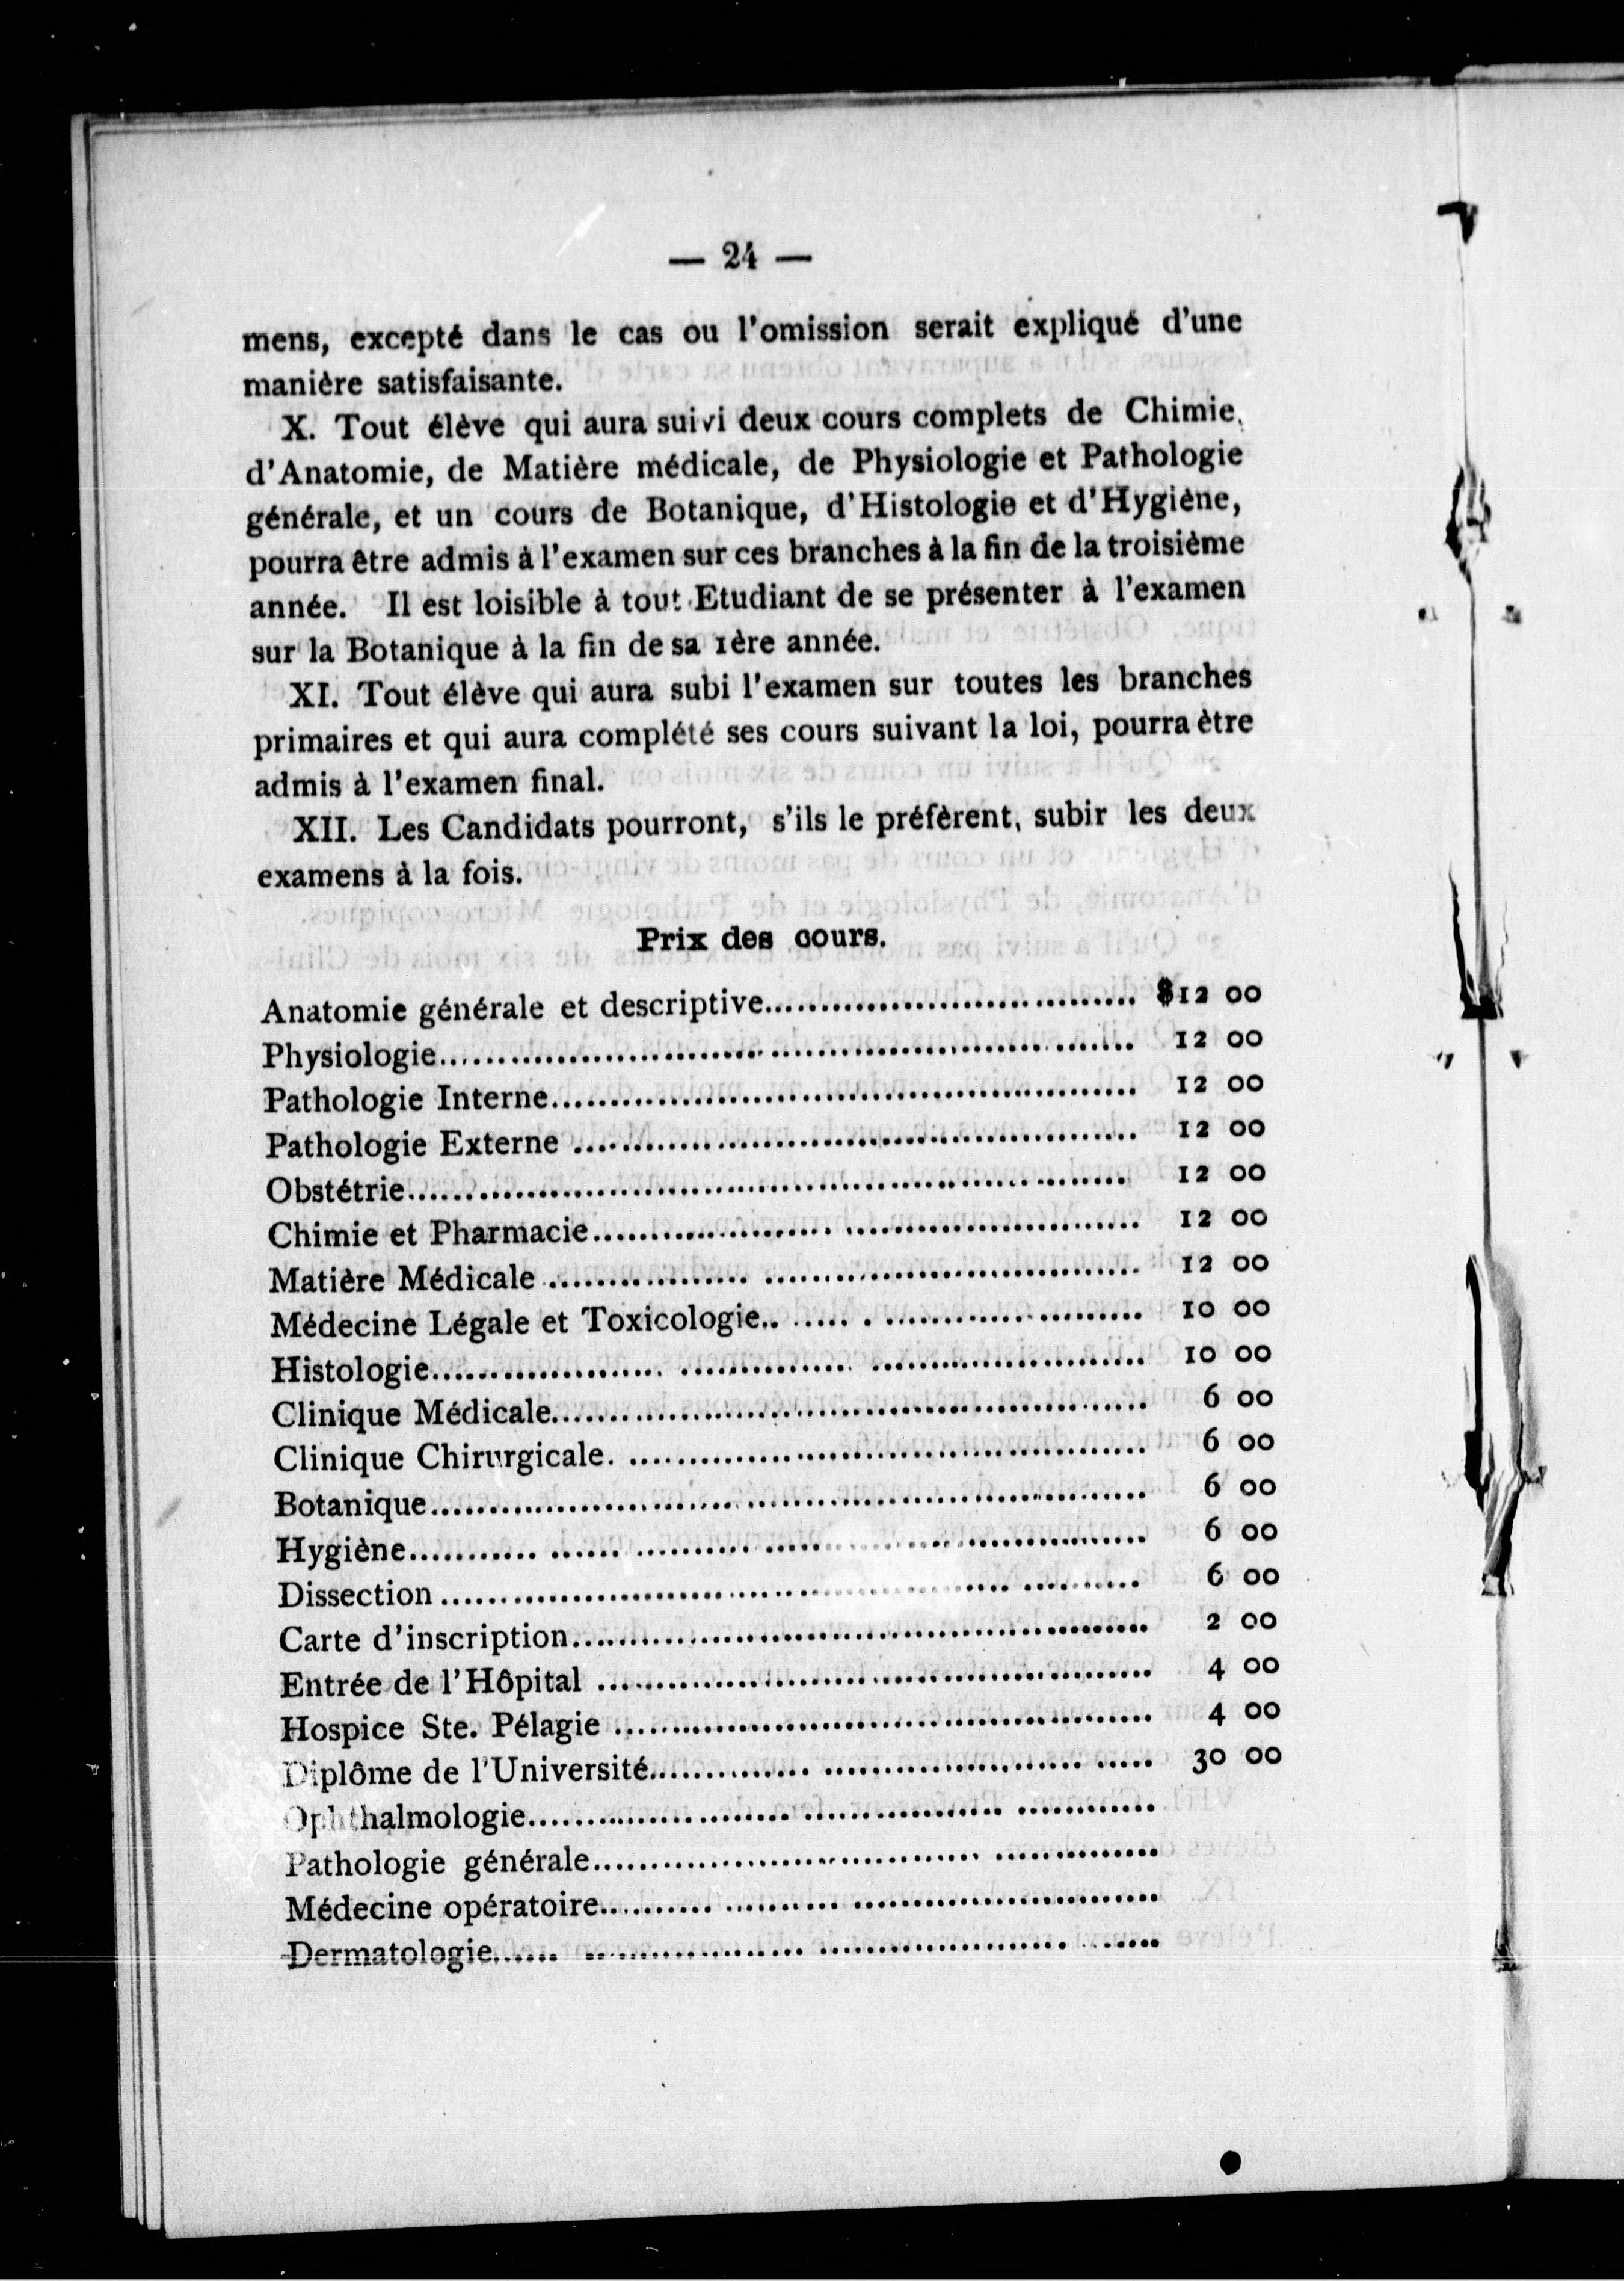 — 24 —
mens, excepté dans le cas ou l'omission serait expliqué d'une
manière satisfaisante.
X. Tout élève qui aura suivi deux cours complets de Chimie,
d'Anatomie, de Matière médicale, de Physiologie et Pathologie
générale, et un cours de Botanique, d'Histologie et d'Hygiène,
pourra être admis à l'examen sur ces branches à la fin de la troisième
année. Il est loisible à tout Etudiant de se présenter à l'examen
sur la Botanique à la fin de sa 1ère année.
XI. Tout élève qui aura subi l'examen sur toutes les branches
primaires et qui aura complété ses cours suivant la loi, pourra être
admis à l'examen final.
XII. Les Candidats pourront, s'ils le préfèrent, subir les deux
examens à la fois.
Prix des cours.
Anatomie générale et descriptive........ $12 00
Physiologie........ 12 00
Pathologie Interne........ 12 00
Pathologie Externe ........ 12 00
Obstétrie........ 12 00
Chimie et Pharmacie........ 12 00
Matière Médicale ........ 12 00
Médecine Légale et Toxicologie........ 10 00
Histologie........ 10 00
Clinique Médicale........ 6 00
Clinique Chirurgicale. ........ 6 00
Botanique........ 6 00
Hygiène........ 6 00
Dissection ........ 6 00
Carte d'inscription........ 2 00
Entrée de l'Hôpital ........ 4 00
Hospice Ste. Pélagie ........ 4 00
Diplôme de l'Université........ 30 00
Ophthalmologie........
Pathologie générale........
Médecine opératoire........
Dermatologie........